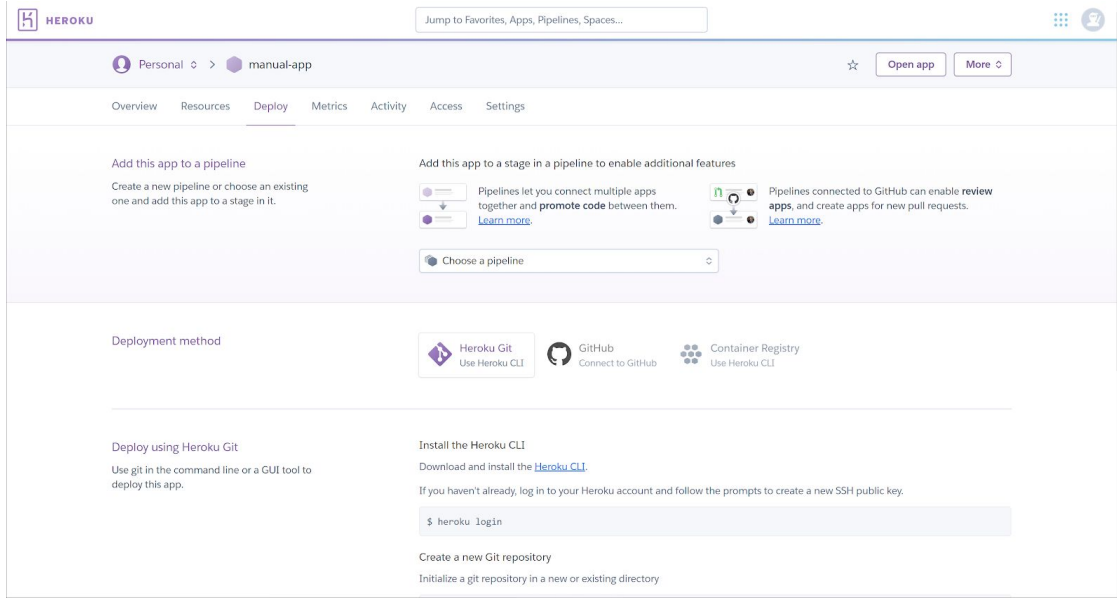 HEROKU
Jump to Favorites, Apps, Pipelines, Spaces...
Personal > manual-app
Open app
More
Overview Resources Deploy Metrics Activity Access Settings
Add this app to a pipeline
Create a new pipeline or choose an existing
one and add this app to a stage in it.
Add this app to a stage in a pipeline to enable additional features
Pipelines let you connect multiple apps
together and promote code between them.
Learn more.
Pipelines connected to GitHub can enable review
apps, and create apps for new pull requests.
Learn more.
Choose a pipeline
Deployment method
Heroku Git
Use Heroku CLI
GitHub
Connect to GitHub
Container Registry
Use Heroku CLI
Deploy using Heroku Git
Use git in the command line or a GUI tool to
deploy this app.
Install the Heroku CLI
Download and install the Heroku CLI.
If you haven't already, log in to your Heroku account and follow the prompts to create a new SSH public key.
$ heroku login
Create a new Git repository
Initialize a git repository in a new or existing directory